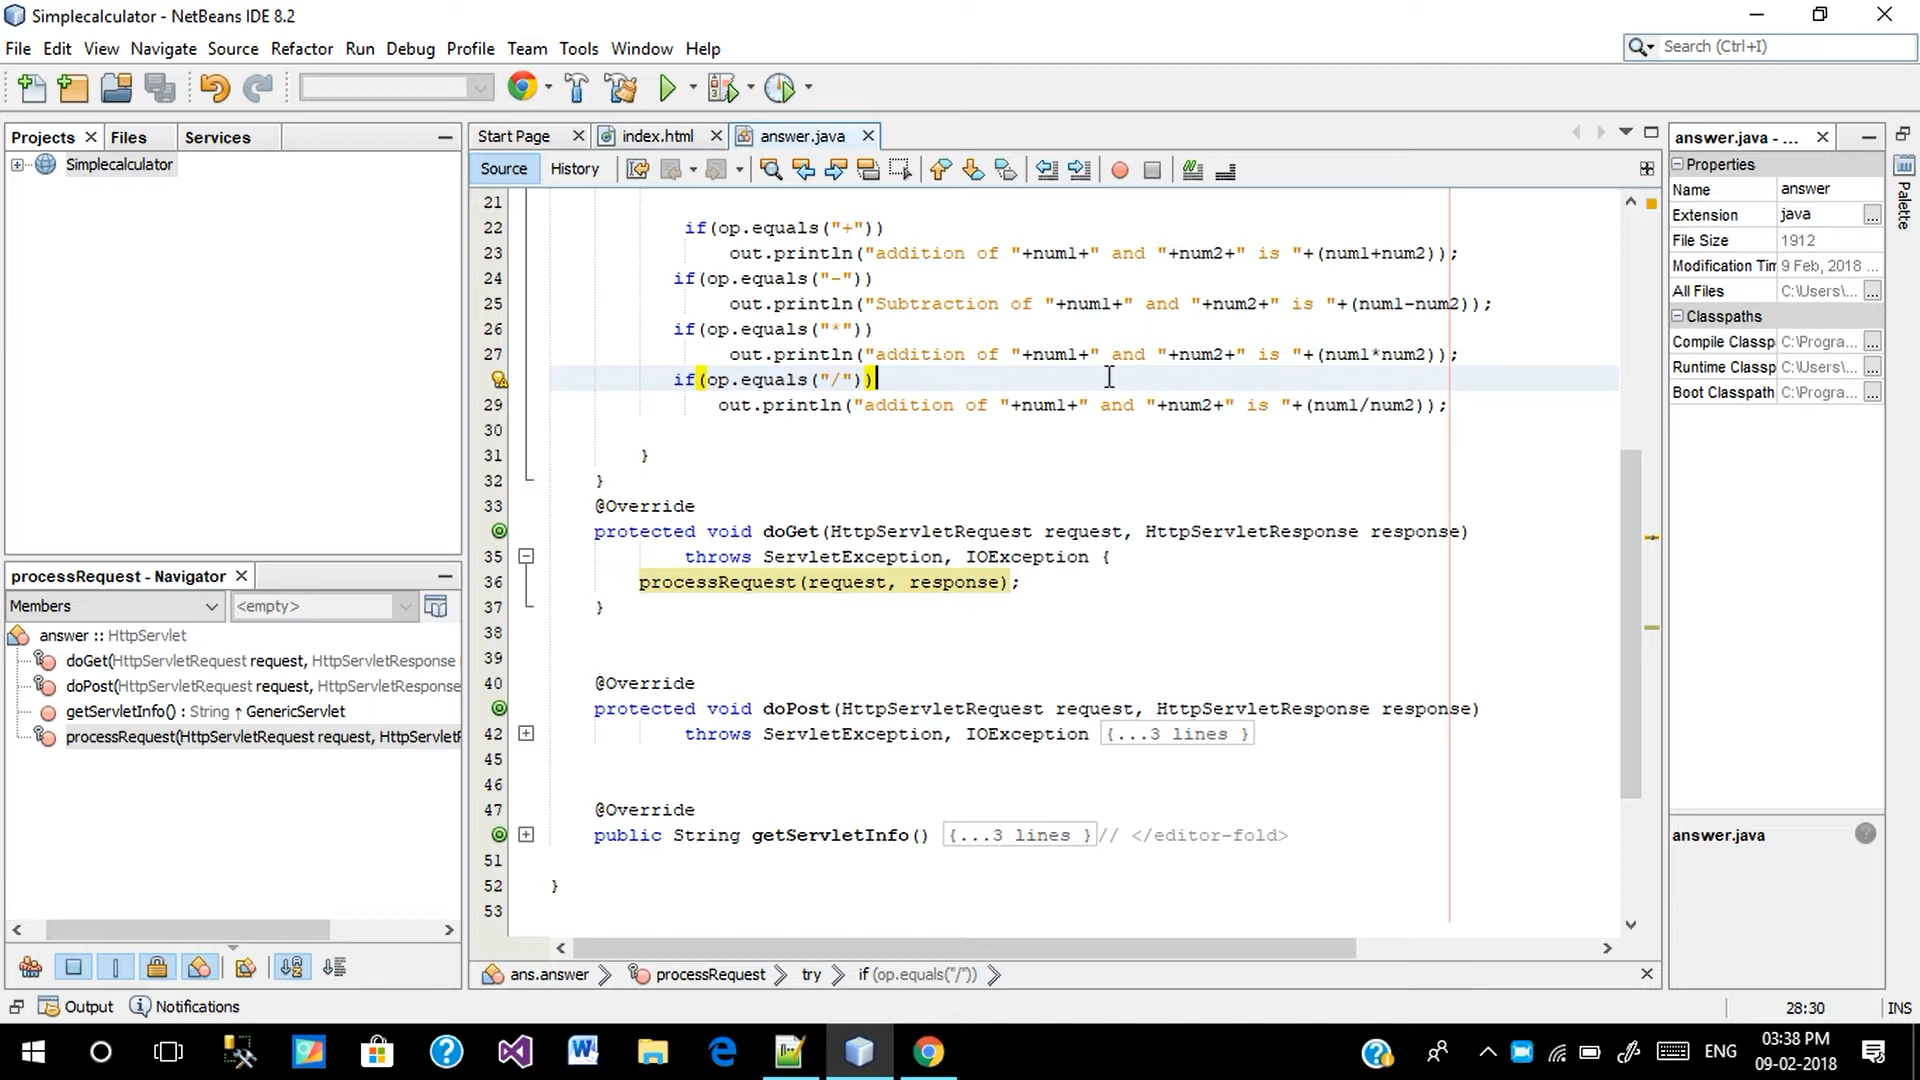 Simplecalculator - NetBeans IDE 8.2
File Edit View Navigate Source Refactor Run Debug Profile Team Tools Window Help
Search (Ctrl+I)
Projects Files Services
Simplecalculator
Start Page index.html answer.java
Source History
21
22 if(op.equals("+"))
23 out.println("addition of "+num1+" and "+num2+" is "+(num1+num2));
24 if(op.equals("-"))
25 out.println("Subtraction of "+num1+" and "+num2+" is "+(num1-num2));
26 if(op.equals("*"))
27 out.println("addition of "+num1+" and "+num2+" is "+(num1*num2));
if(op.equals("/"))
29 out.println("addition of "+num1+" and "+num2+" is "+(num1/num2));
30
31 }
32 }
33 @Override
protected void doGet(HttpServletRequest request, HttpServletResponse response)
35 throws ServletException, IOException {
36 processRequest(request, response);
37 }
38
39
40 @Override
protected void doPost(HttpServletRequest request, HttpServletResponse response)
42 throws ServletException, IOException {...3 lines }
45
46
47 @Override
public String getServletInfo() {...3 lines }// </editor-fold>
51
52 }
53
ans.answer processRequest try if (op.equals("/"))
processRequest - Navigator
Members <empty>
answer :: HttpServlet
doGet(HttpServletRequest request, HttpServletResponse
doPost(HttpServletRequest request, HttpServletResponse
getServletInfo() : String ↑ GenericServlet
processRequest(HttpServletRequest request, HttpServletR
answer.java - ...
Properties
Name answer
Extension java ...
File Size 1912
Modification Tim 9 Feb, 2018 ...
All Files C:\Users\... ...
Classpaths
Compile Classp C:\Progra... ...
Runtime Classp C:\Users\... ...
Boot Classpath C:\Progra... ...
answer.java
Palette
Output Notifications
28:30 INS
ENG
03:38 PM
09-02-2018